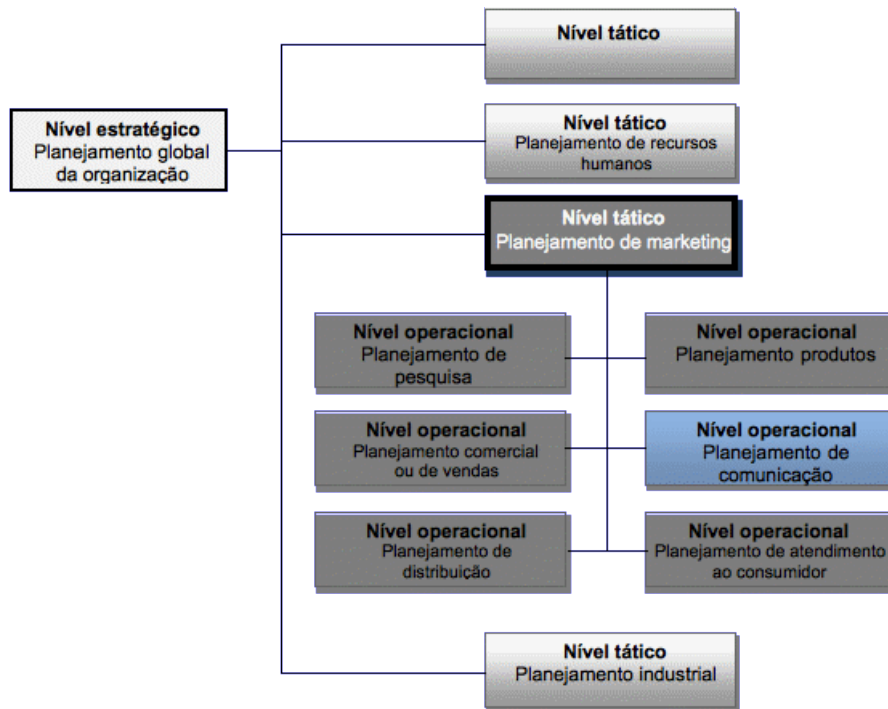 Nível tático
Nível estratégico
Planejamento global
da organização
Nível tático
Planejamento de recursos
humanos
Nível tático
Planejamento de marketing
Nível operacional
Planejamento de
pesquisa
Nível operacional
Planejamento produtos
Nível operacional
Planejamento comercial
ou de vendas
Nível operacional
Planejamento de
comunicação
Nível operacional
Planejamento de
distribuição
Nível operacional
Planejamento de atendimento
ao consumidor
Nível tático
Planejamento industrial